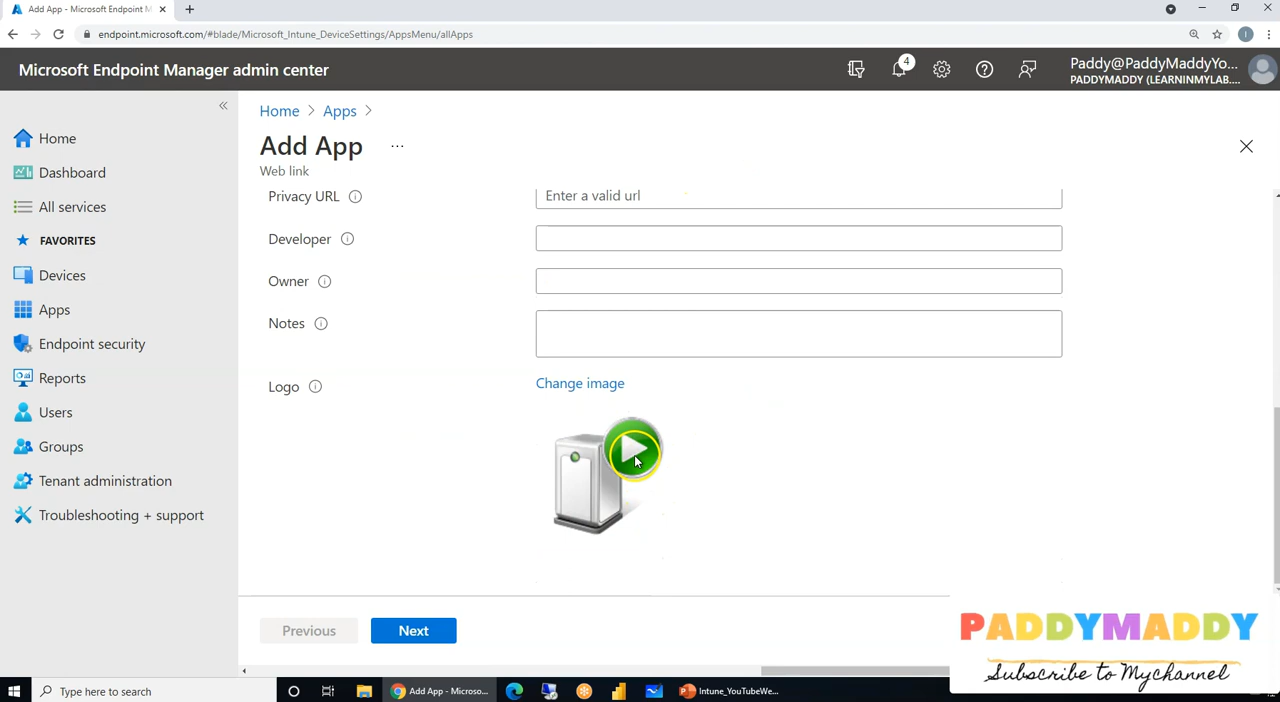 Add App - Microsoft Endpoint M
endpoint.microsoft.com/#blade/Microsoft_Intune_DeviceSettings/AppsMenu/allApps
Microsoft Endpoint Manager admin center
4
Paddy@PaddyMaddyYo...
PADDYMADDY (LEARNINMYLAB....
Home
Dashboard
All services
FAVORITES
Devices
Apps
Endpoint security
Reports
Users
Groups
Tenant administration
Troubleshooting + support
Home > Apps >
Add App ...
Web link
Privacy URL
Enter a valid url
Developer
Owner
Notes
Logo
Change image
Previous
Next
PADDYMADDY
Subscribe to Mychannel
Type here to search
Add App - Microso...
Intune_YouTubeWe...